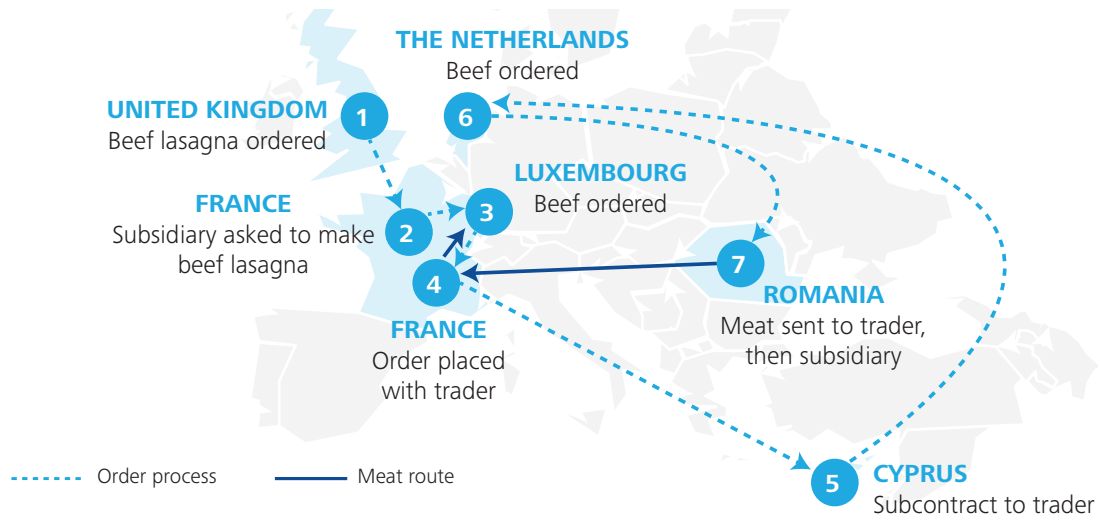 THE NETHERLANDS
Beef ordered
6
UNITED KINGDOM
Beef lasagna ordered
1
LUXEMBOURG
Beef ordered
3
FRANCE
Subsidiary asked to make
beef lasagna
2
4
FRANCE
Order placed
with trader
7
ROMANIA
Meat sent to trader,
then subsidiary
5
CYPRUS
Subcontract to trader
Order process
Meat route